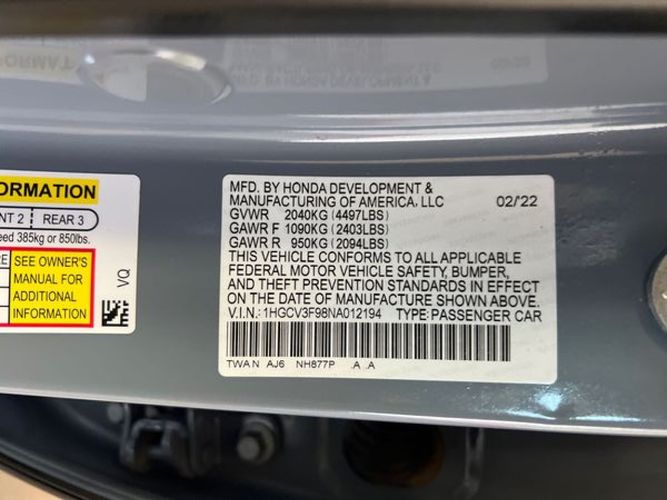 ORMATION
NT 2 REAR 3
eed 385kg or 850lbs.
RE SEE OWNER'S
MANUAL FOR
ADDITIONAL
INFORMATION
VQ
MFD. BY HONDA DEVELOPMENT &
MANUFACTURING OF AMERICA, LLC 02/22
GVWR 2040KG (4497LBS)
GAWR F 1090KG (2403LBS)
GAWR R 950KG (2094LBS)
THIS VEHICLE CONFORMS TO ALL APPLICABLE
FEDERAL MOTOR VEHICLE SAFETY, BUMPER,
AND THEFT PREVENTION STANDARDS IN EFFECT
ON THE DATE OF MANUFACTURE SHOWN ABOVE.
V.I.N.: 1HGCV3F98NA012194 TYPE: PASSENGER CAR
TWA N AJ6 NH877P .A .A